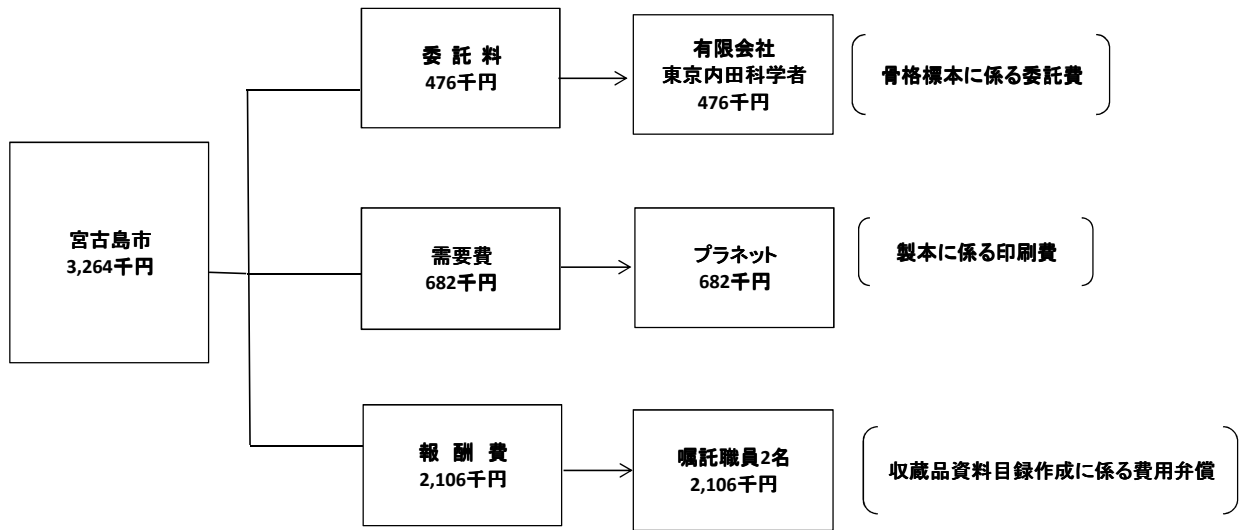 宮古島市
3,264千円
委 託 料
476千円
有限会社
東京内田科学者
476千円
骨格標本に係る委託費
需要費
682千円
プラネット
682千円
製本に係る印刷費
報 酬 費
2,106千円
嘱託職員2名
2,106千円
収蔵品資料目録作成に係る費用弁償